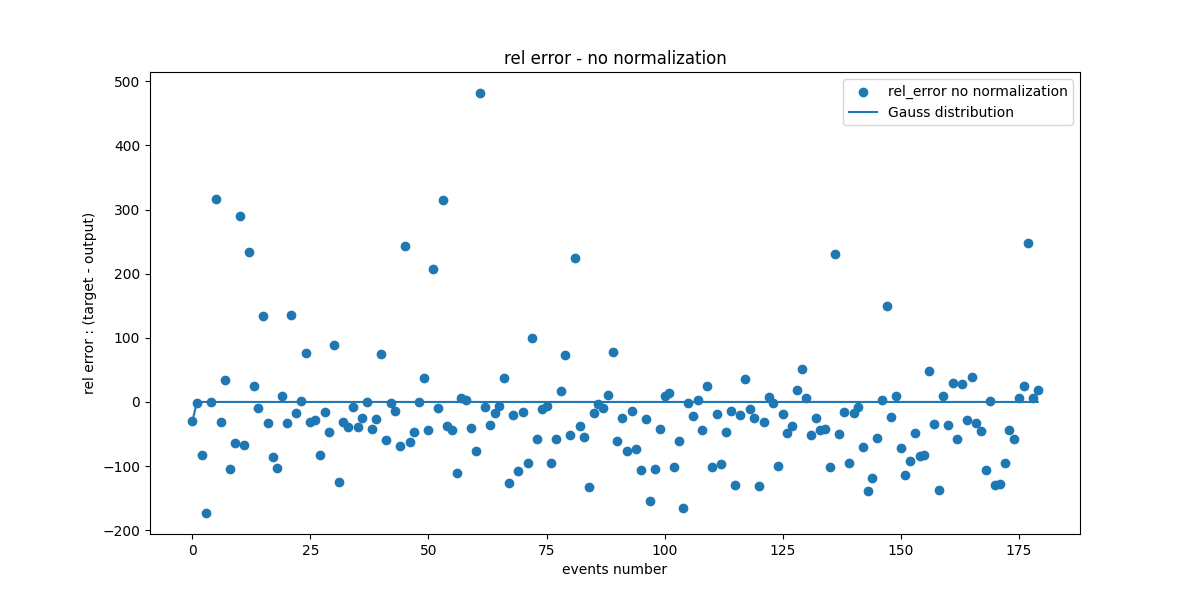 rel error - no normalization
rel_error no normalization
Gauss distribution
500
400
300
200
100
0
−100
−200
rel error : (target - output)
0 25 50 75 100 125 150 175
events number